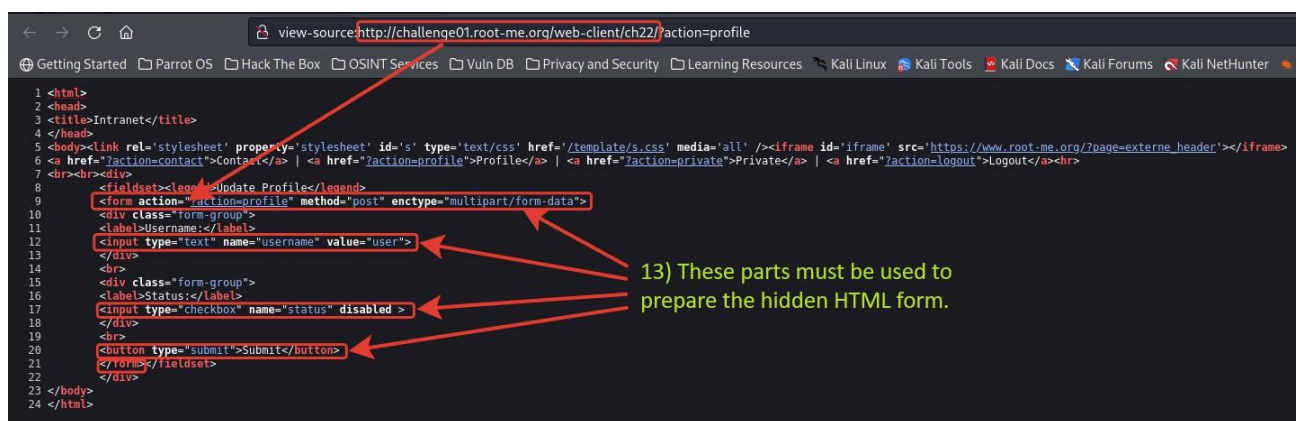 view-source:http://challenge01.root-me.org/web-client/ch22/?action=profile
Getting Started Parrot OS Hack The Box OSINT Services Vuln DB Privacy and Security Learning Resources Kali Linux Kali Tools Kali Docs Kali Forums Kali NetHunter
1 <html>
2 <head>
3 <title>Intranet</title>
4 </head>
5 <body><link rel='stylesheet' property='stylesheet' id='s' type='text/css' href='/template/s.css' media='all' /><iframe id='iframe' src='https://www.root-me.org/?page=externe_header'></iframe>
6 <a href="?action=contact">Contact</a> | <a href="?action=profile">Profile</a> | <a href="?action=private">Private</a> | <a href="?action=logout">Logout</a><hr>
7 <br><br><div>
8 <fieldset><legend>Update Profile</legend>
9 <form action="?action=profile" method="post" enctype="multipart/form-data">
10 <div class="form-group">
11 <label>Username:</label>
12 <input type="text" name="username" value="user">
13 </div>
14 <br>
15 <div class="form-group">
16 <label>Status:</label>
17 <input type="checkbox" name="status" disabled >
18 </div>
19 <br>
20 <button type="submit">Submit</button>
21 </form></fieldset>
22 </div>
23 </body>
24 </html>
13) These parts must be used to
prepare the hidden HTML form.